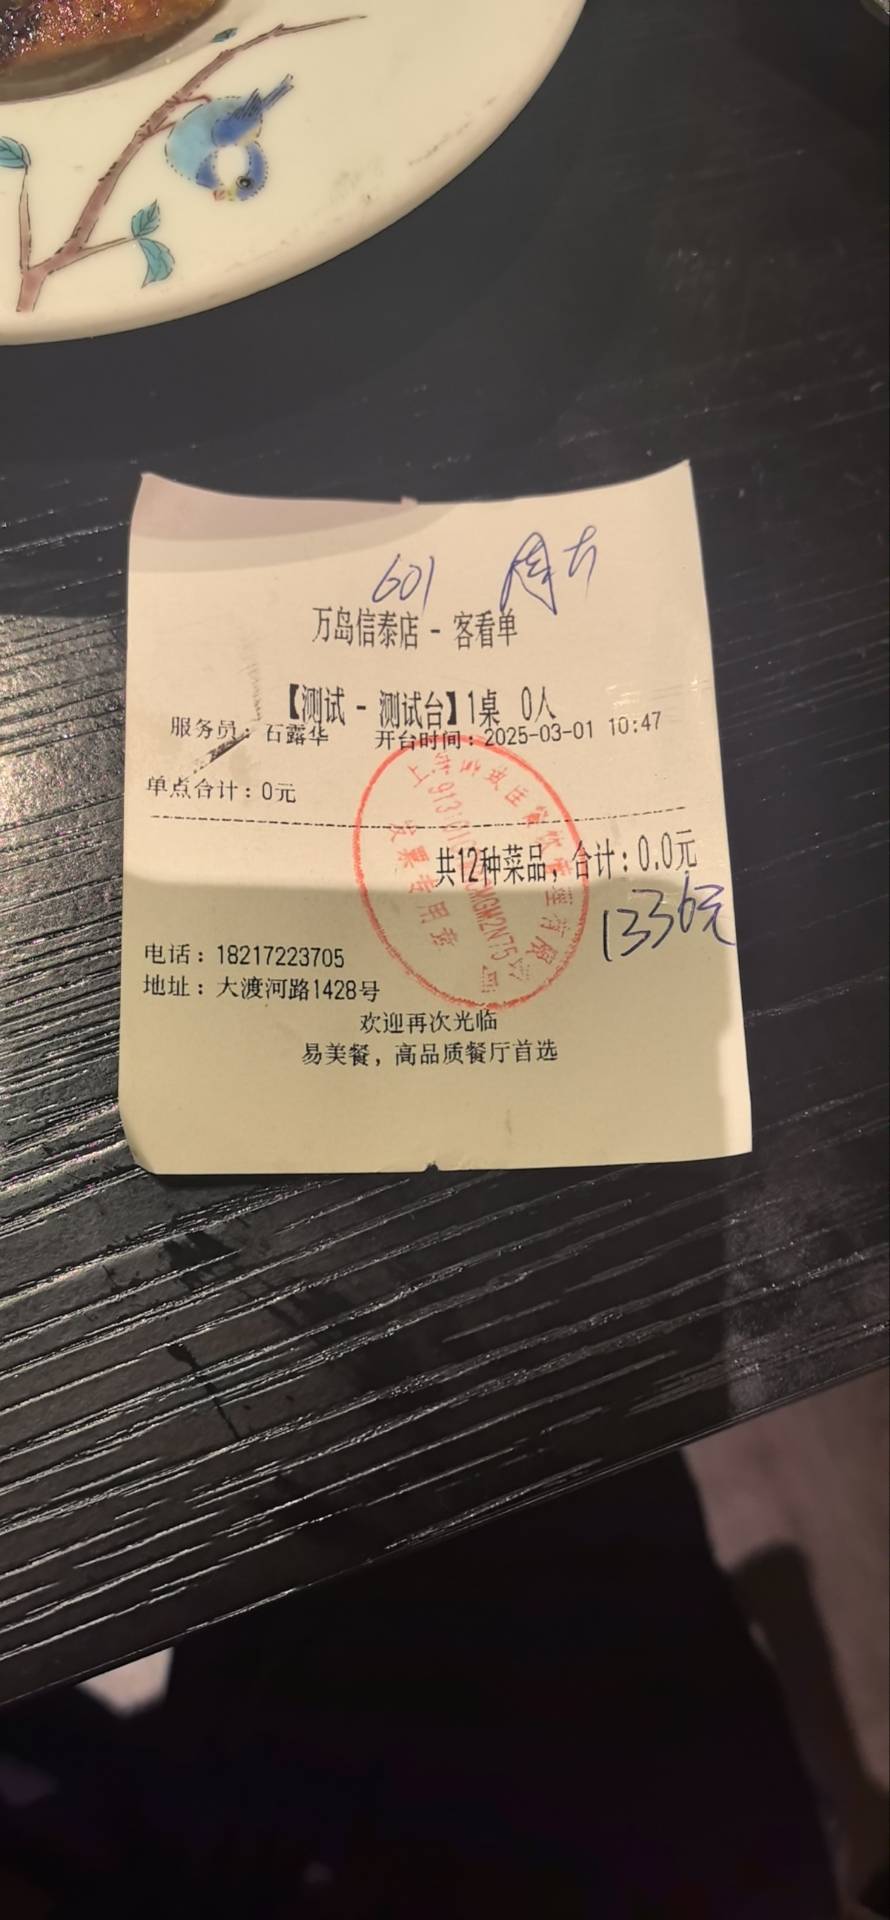 601
万岛信泰店 - 客看单
【测试 - 测试台】1桌 0人
服务员：石露华 开台时间：2025-03-01 10:47
单点合计：0元
共12种菜品，合计：0.0元
1336元
电话：18217223705
地址：大渡河路1428号
欢迎再次光临
易美餐，高品质餐厅首选